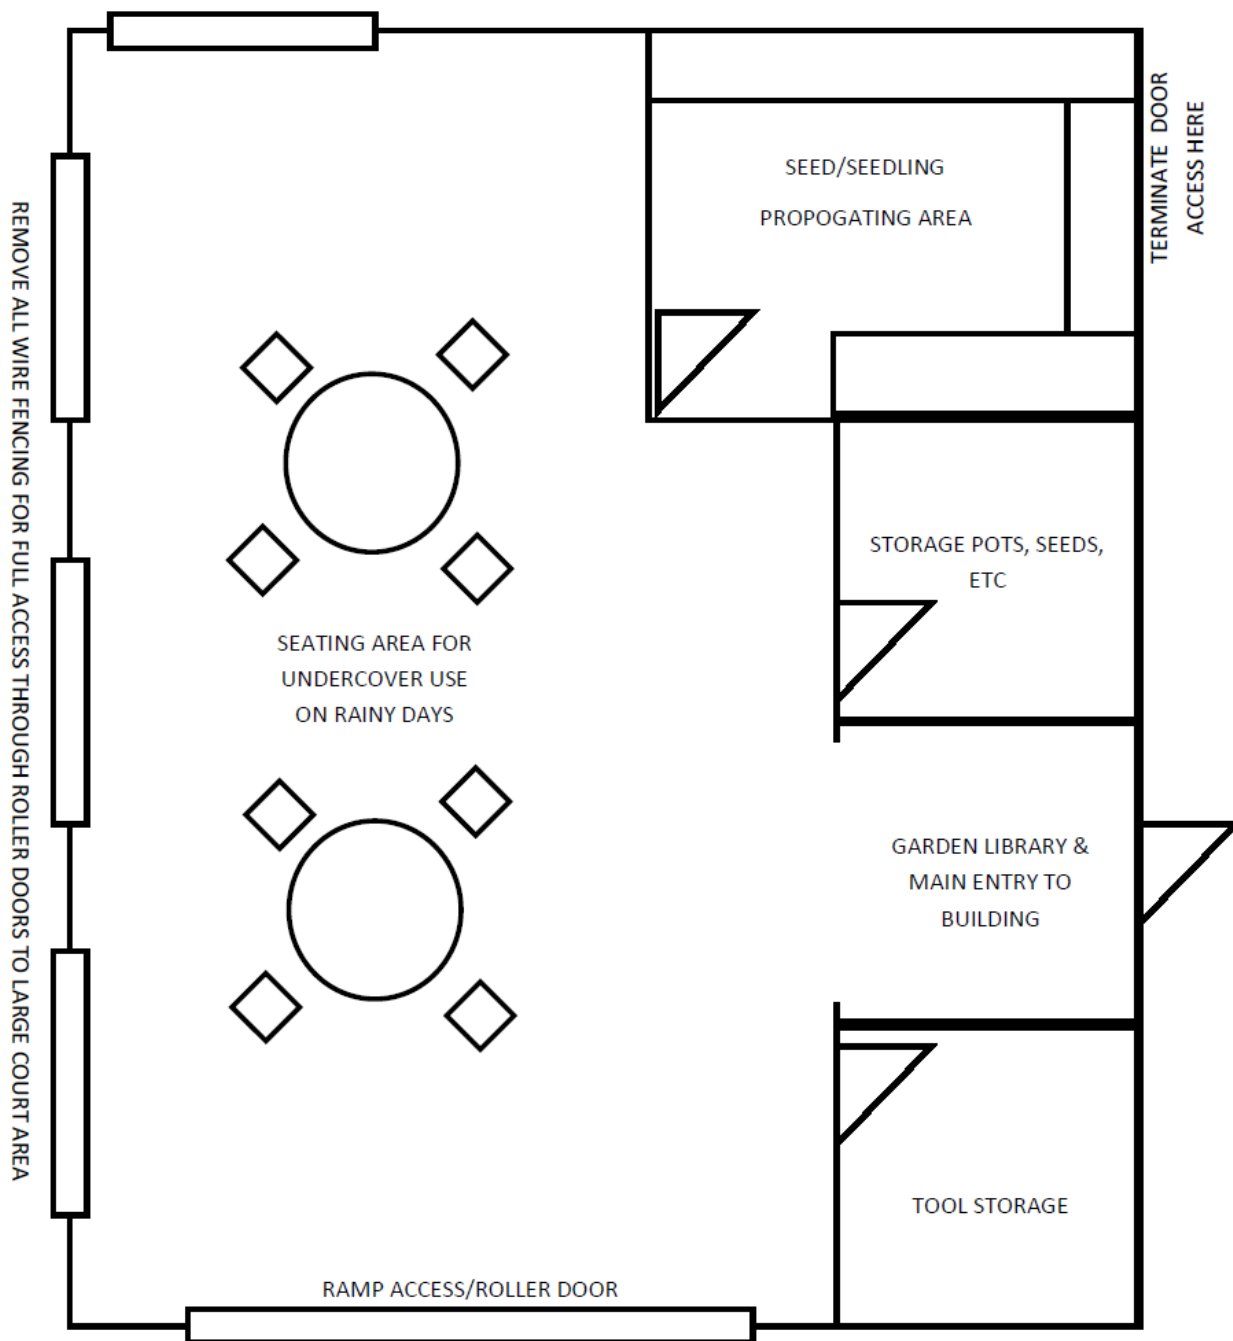 TERMINATE DOOR
ACCESS HERE
SEED/SEEDLING
PROPOGATING AREA
REMOVE ALL WIRE FENCING FOR FULL ACCESS THROUGH ROLLER DOORS TO LARGE COURT AREA
STORAGE POTS, SEEDS,
ETC
SEATING AREA FOR
UNDERCOVER USE
ON RAINY DAYS
GARDEN LIBRARY &
MAIN ENTRY TO
BUILDING
TOOL STORAGE
RAMP ACCESS/ROLLER DOOR